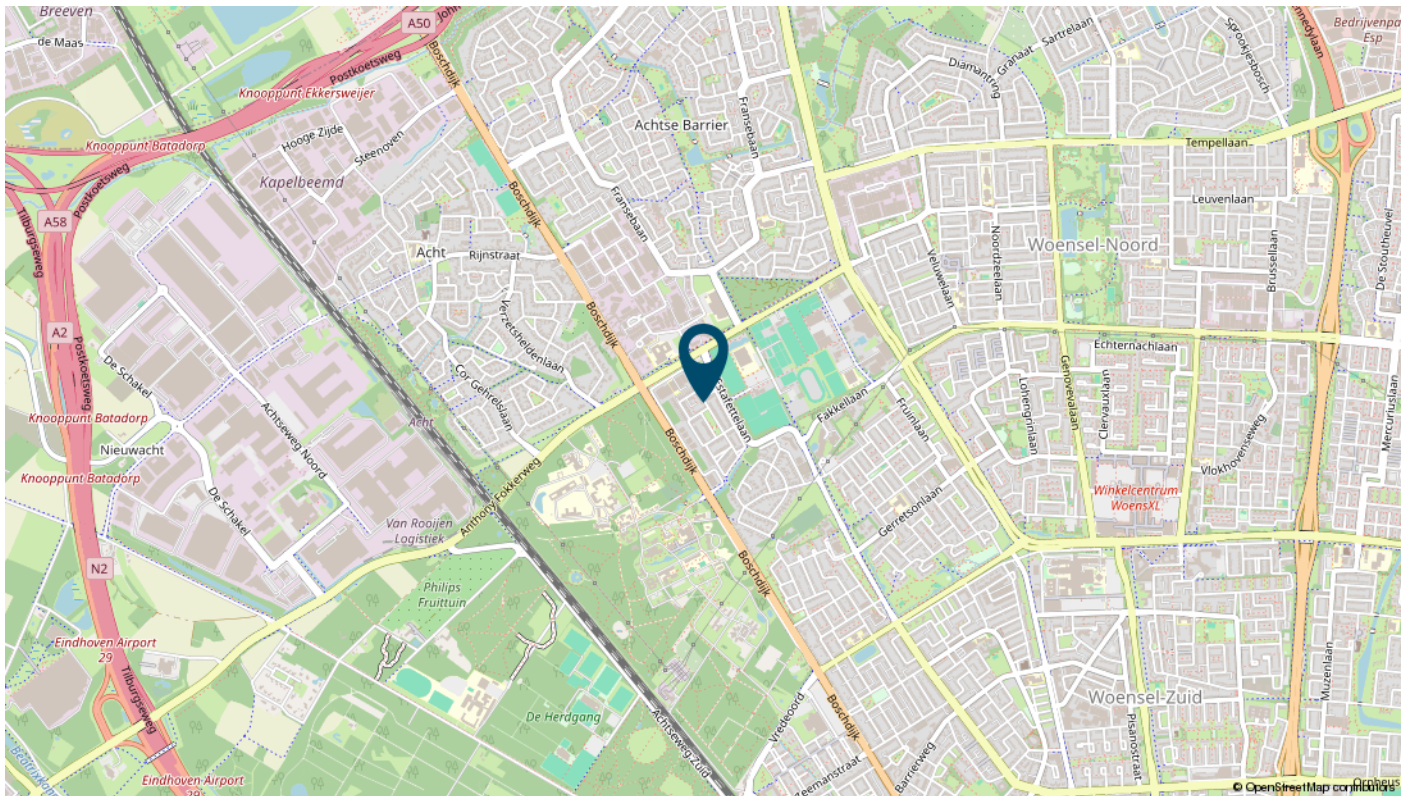 Breeven
de Maas
A50
Boschdijk
Postkoetsweg
Knooppunt Ekkersweijer
Hooge Zijde
Steenoven
Knooppunt Batadorp
Kapelbeemd
Postkoetsweg
A58
Tilburgseweg
Boschdijk
Achtse Barrier
Fransebaan
Fransebaan
Diamantring
Granaat
Sartrelaan
Sprookjesbosch
Bedrijvenpa
Esp
Tempellaan
Leuvenlaan
Woensel-Noord
Noordzeelaan
Veluwelaan
Brussellaan
De Stoutheuvel
Acht
Rijnstraat
Verzetsheldenlaan
Boschdijk
A2
Postkoetsweg
De Schakel
Cor Gehrelslaan
Acht
Knooppunt Batadorp
Achtseweg Noord
Nieuwacht
Knooppunt Batadorp
De Schakel
Estafettelaan
Fakkellaan
Fruinlaan
Echternachlaan
Lohengrinlaan
Genovevalaan
Clervauxlaan
Vlokhovenseweg
Mercuriuslaan
Boschdijk
Anthony Fokkerweg
Gerretsonlaan
Winkelcentrum
WoensXL
Van Rooijen
Logistiek
N2
Philips
Fruittuin
Boschdijk
Eindhoven Airport
29
Tilburgseweg
De Herdgang
Achtseweg Zuid
Vredeoord
Boschdijk
Woensel-Zuid
Pisanostraat
Muzenlaan
Zeemanstraat
Barrierweg
Eindhoven Airport
29
© OpenStreetMap contributors